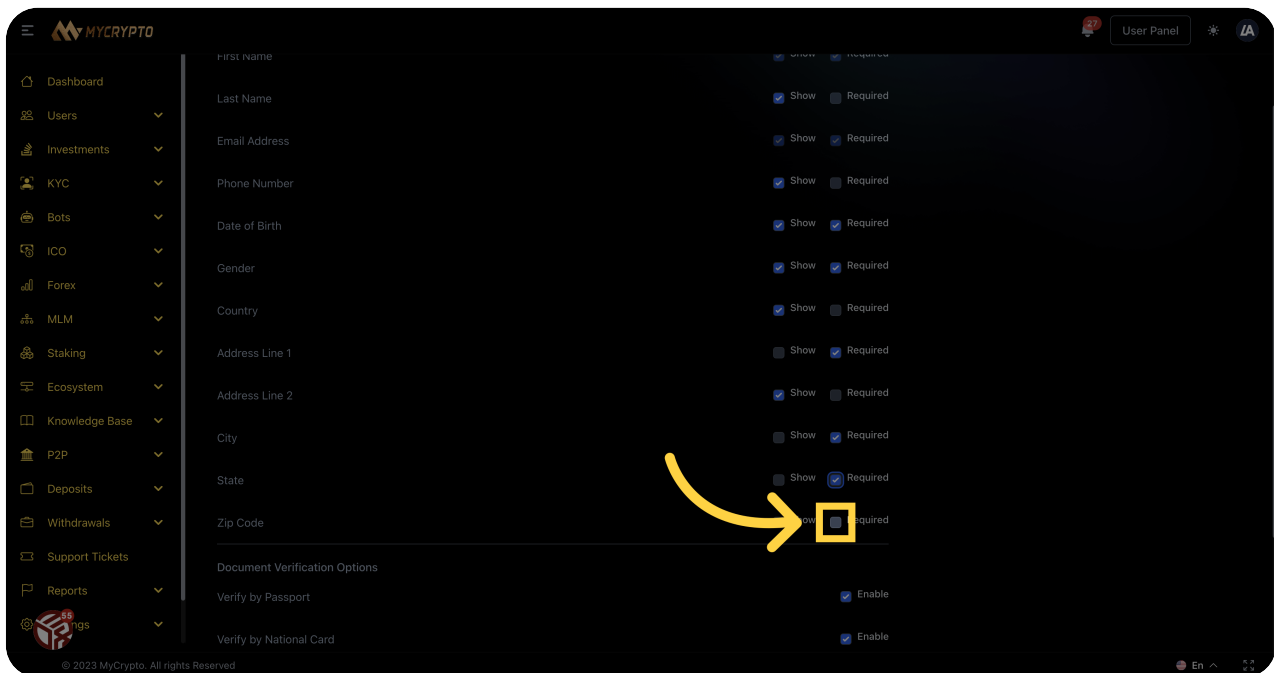 MYCRYPTO
27
User Panel
First Name Show Required
Dashboard
Last Name Show Required
Users
Email Address Show Required
Investments
Phone Number Show Required
KYC
Bots
Date of Birth Show Required
ICO
Gender Show Required
Forex
Country Show Required
MLM
Address Line 1 Show Required
Staking
Ecosystem
Address Line 2 Show Required
Knowledge Base
City Show Required
P2P
State Show Required
Deposits
Zip Code ow equired
Withdrawals
Support Tickets
Document Verification Options
Reports
Verify by Passport Enable
55
ngs
Verify by National Card Enable
© 2023 MyCrypto. All rights Reserved
En